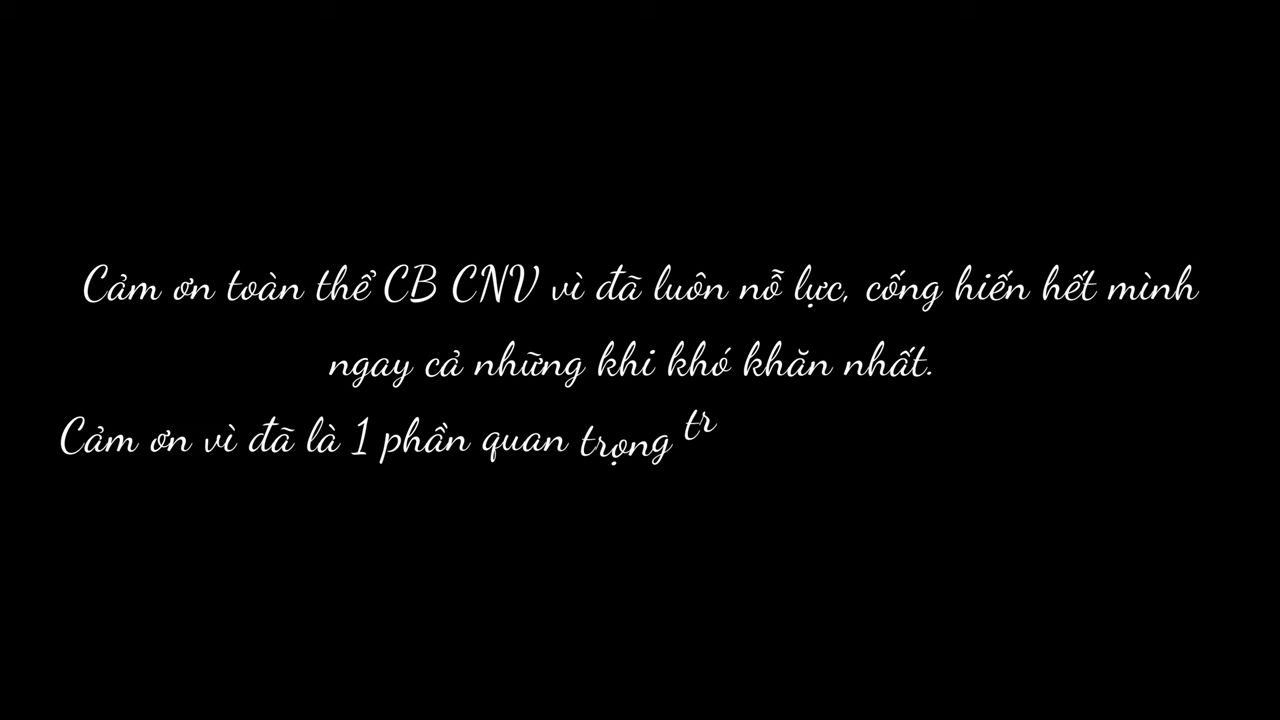 Cảm ơn toàn thể CB CNV vì đã luôn nỗ lực, cống hiến hết mình
ngay cả những khi khó khăn nhất.
Cảm ơn vì đã là 1 phần quan trọng tr